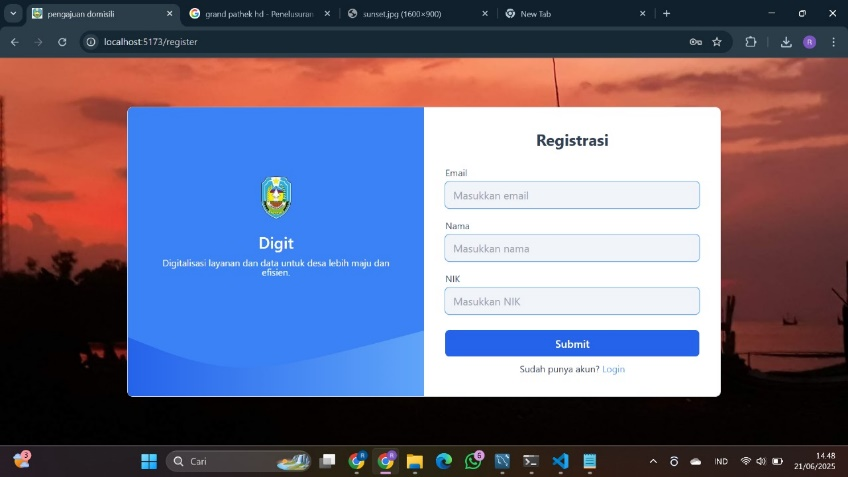 pengajuan domisili
grand pathek hd - Penelusuran
sunset.jpg (1600×900)
New Tab
localhost:5173/register
Registrasi
Email
Masukkan email
Nama
Masukkan nama
NIK
Masukkan NIK
Submit
Sudah punya akun? Login
Digit
Digitalisasi layanan dan data untuk desa lebih maju dan
efisien.
3
Cari
6
IND
14.48
21/06/2025